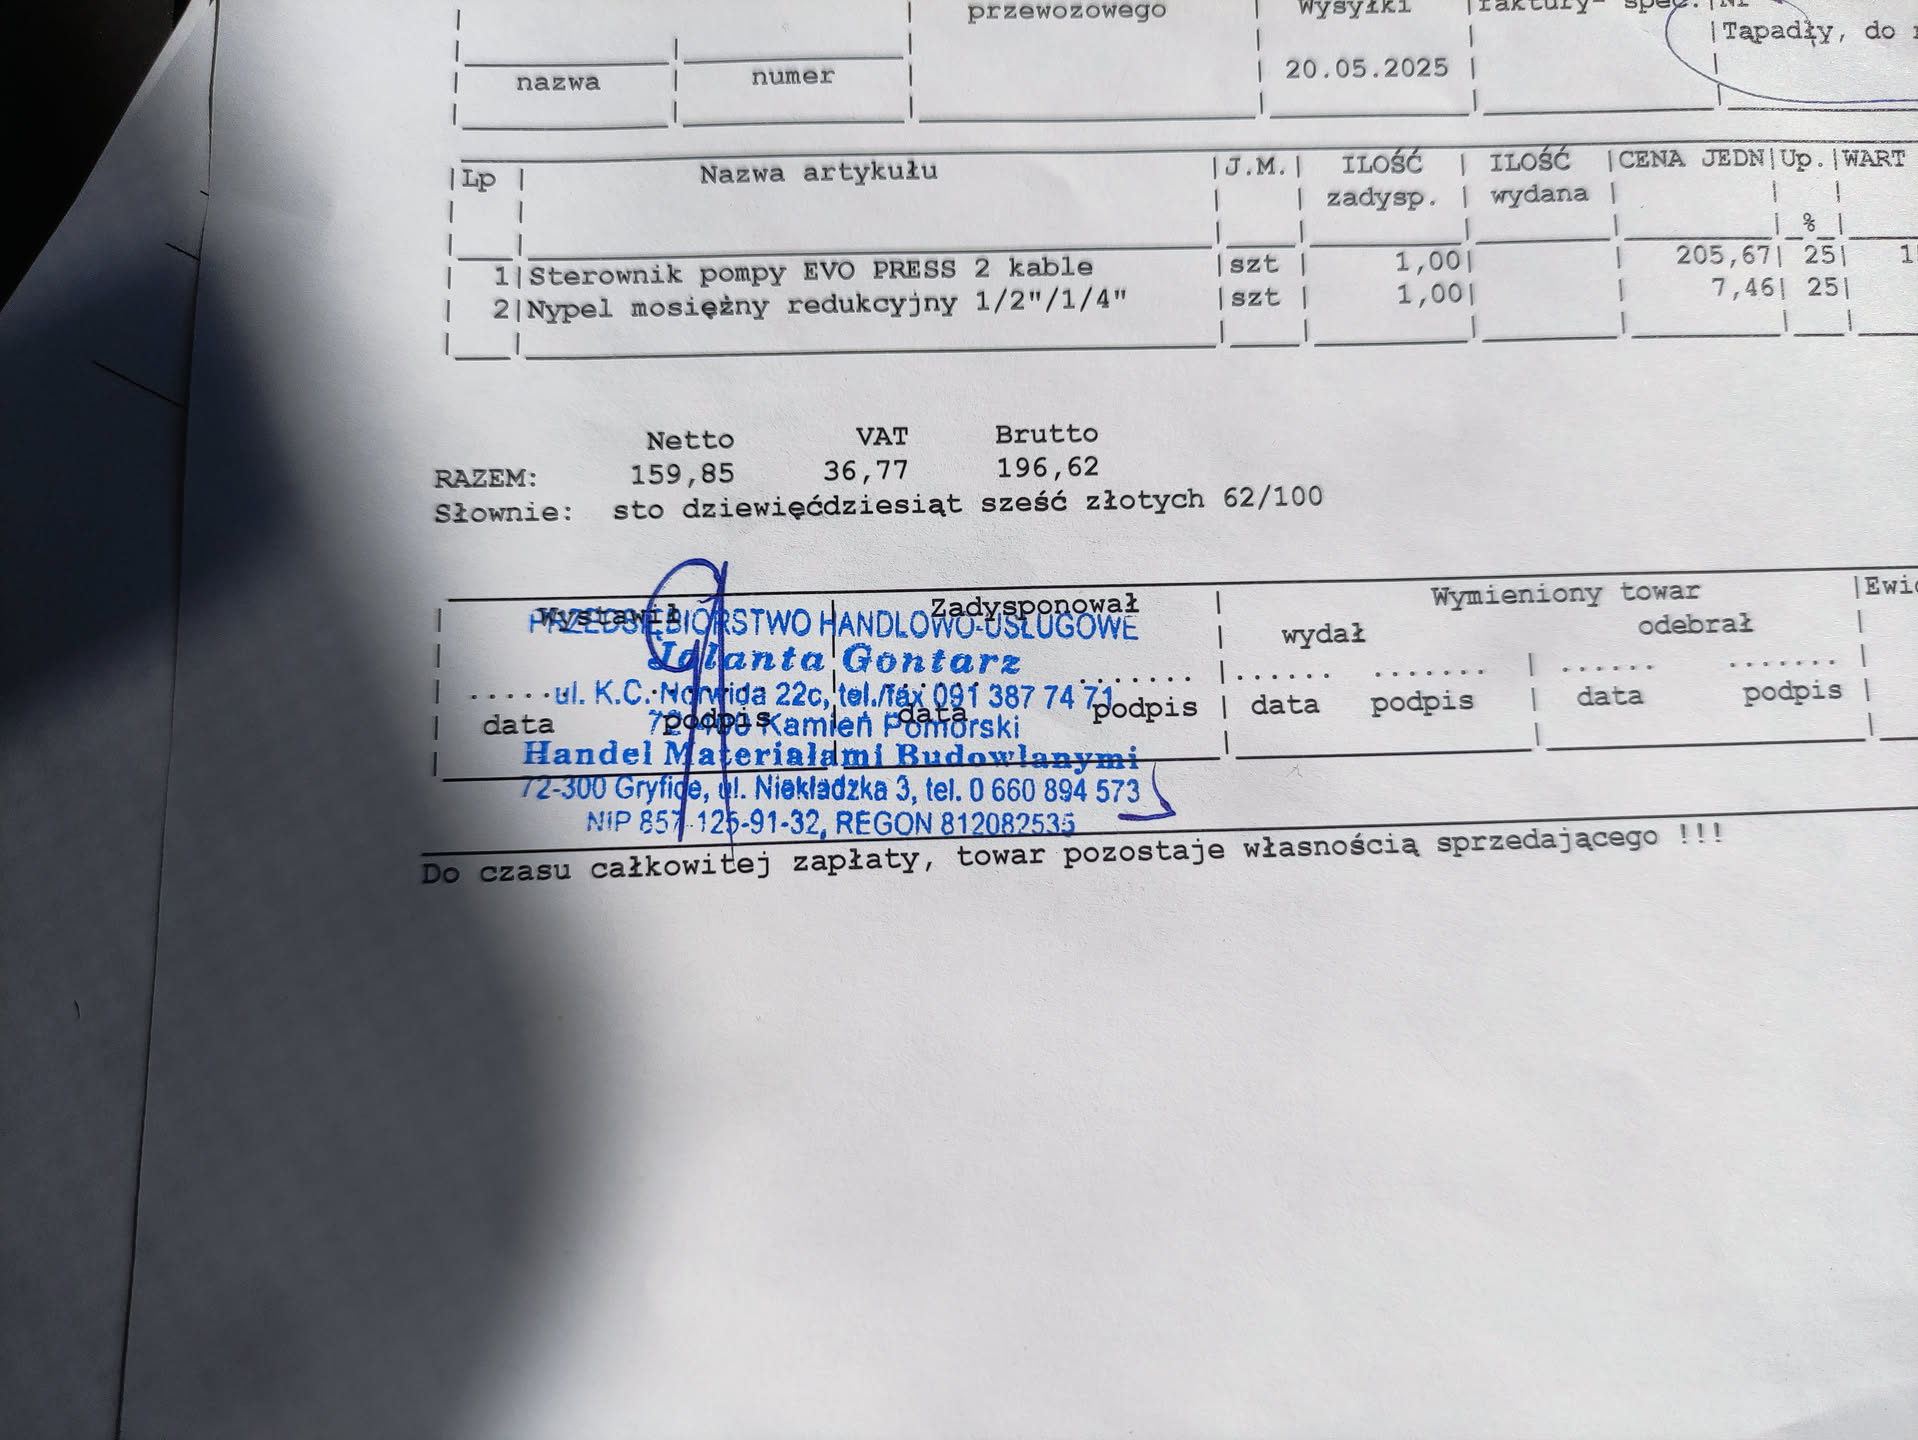 przewozowego wysyłki faktury- spec.
Tąpadły, do
nazwa numer 20.05.2025
Lp Nazwa artykułu J.M. ILOŚĆ ILOŚĆ CENA JEDN Up. WART
zadysp. wydana
%
1 Sterownik pompy EVO PRESS 2 kable szt 1,00 205,67 25
2 Nypel mosiężny redukcyjny 1/2"/1/4" szt 1,00 7,46 25
Netto VAT Brutto
RAZEM: 159,85 36,77 196,62
Słownie: sto dziewięćdziesiąt sześć złotych 62/100
Wystawił Zadysponował Wymieniony towar
wydał odebrał
data podpis data podpis data podpis data podpis
PRZEDSIĘBIORSTWO HANDLOWO-USŁUGOWE
Jolanta Gontarz
ul. K.C. Norwida 22c, tel./fax 091 387 74 71
Kamień Pomorski
Handel Materiałami Budowlanymi
72-300 Gryfice, ul. Niekładzka 3, tel. 0 660 894 573
NIP 857-125-91-32, REGON 812082535
Do czasu całkowitej zapłaty, towar pozostaje własnością sprzedającego !!!